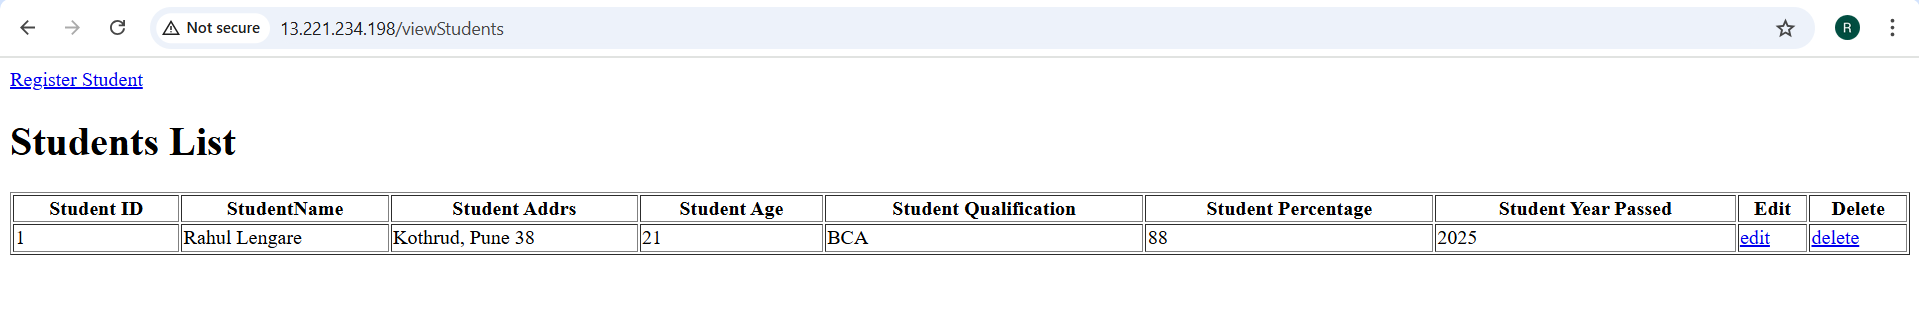 Not secure 13.221.234.198/viewStudents R
Register Student
Students List
Student ID StudentName Student Addrs Student Age Student Qualification Student Percentage Student Year Passed Edit Delete
1 Rahul Lengare Kothrud, Pune 38 21 BCA 88 2025 edit delete